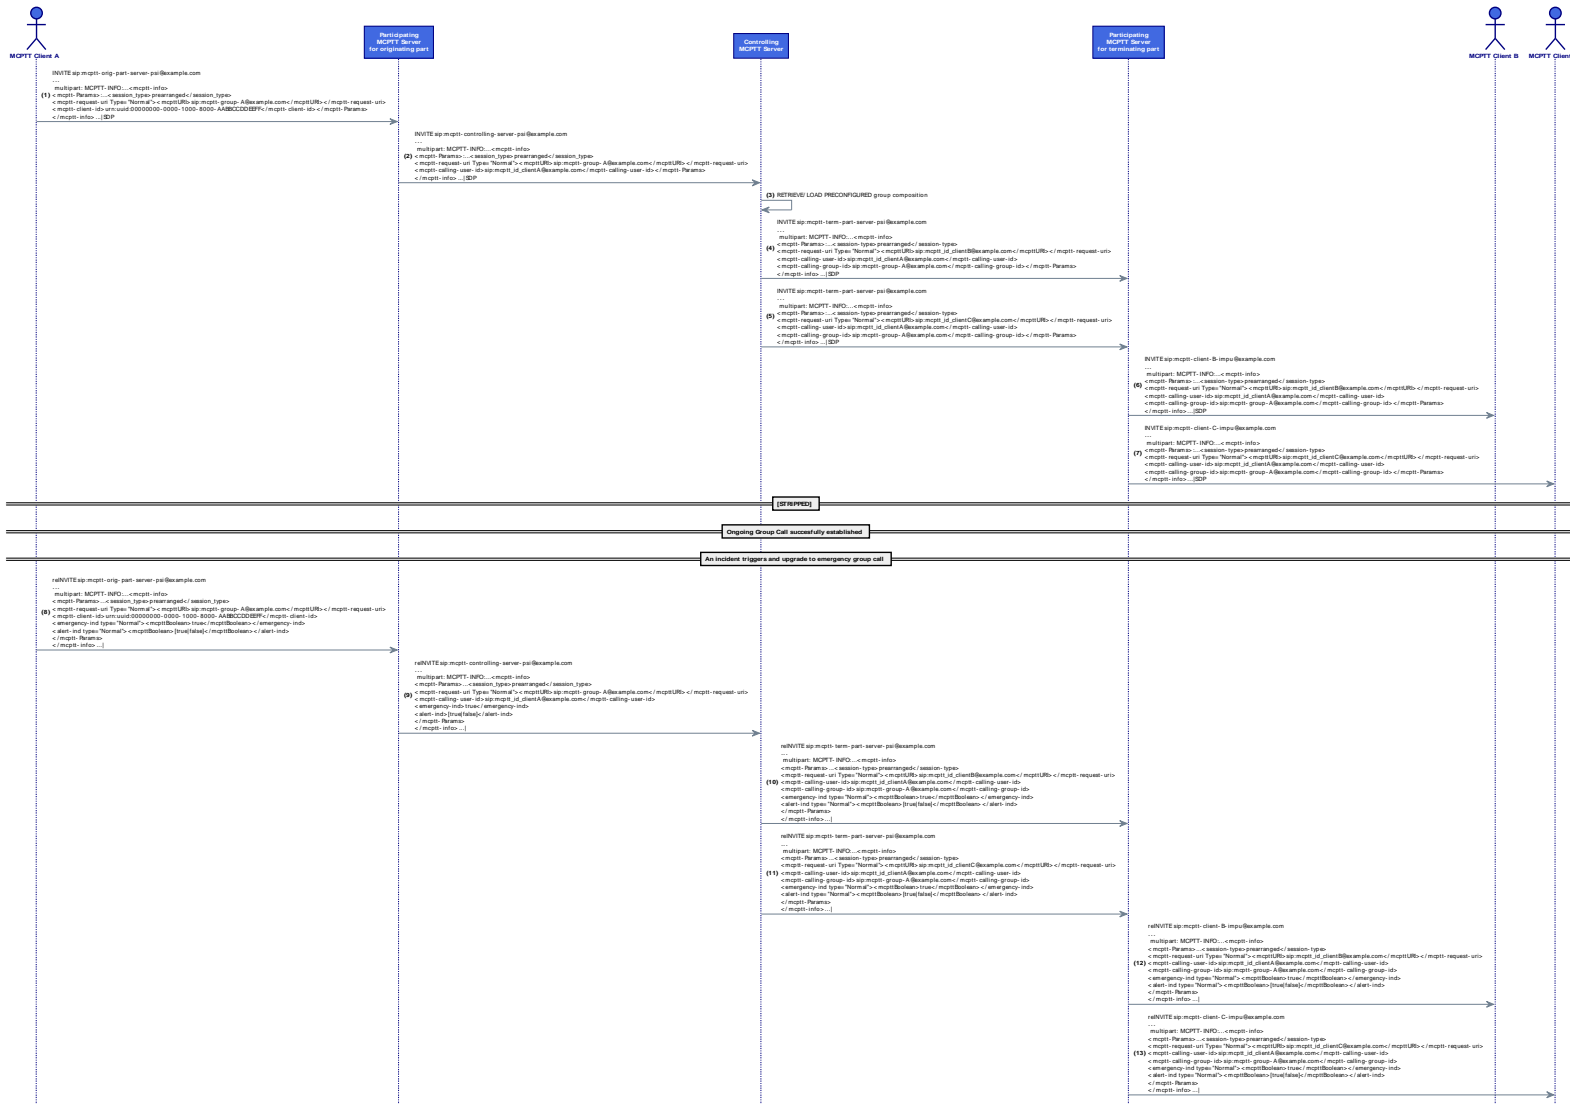 MCPTT Client A
Participating
MCPTT Server
for originating part
Controlling
MCPTT Server
Participating
MCPTT Server
for terminating part
MCPTT Client B
MCPTT Client
INVITE sip:mcptt-orig-part-server-psi@example.com
....
multipart: MCPTT-INFO:...<mcptt-info>
<mcptt-Params>:...<session_type>prearranged</session_type>
(1) <mcptt-request-uri Type="Normal"><mcpttURI>sip:mcptt-group-A@example.com</mcpttURI></mcptt-request-uri>
<mcptt-client-id>urn:uuid:00000000-0000-1000-8000-AABBCCDDEEFF</mcptt-client-id></mcptt-Params>
</mcptt-info> ...|SDP
INVITE sip:mcptt-controlling-server-psi@example.com
....
multipart: MCPTT-INFO:...<mcptt-info>
(2) <mcptt-Params>:...<session_type>prearranged</session_type>
<mcptt-request-uri Type="Normal"><mcpttURI>sip:mcptt-group-A@example.com</mcpttURI></mcptt-request-uri>
<mcptt-calling-user-id>sip:mcptt_id_clientA@example.com</mcptt-calling-user-id></mcptt-Params>
</mcptt-info> ...|SDP
(3) RETRIEVE/LOAD PRECONFIGURED group composition
INVITE sip:mcptt-term-part-server-psi@example.com
....
multipart: MCPTT-INFO:...<mcptt-info>
<mcptt-Params>:...<session-type>prearranged</session-type>
(4) <mcptt-request-uri Type="Normal"><mcpttURI>sip:mcptt_id_clientB@example.com</mcpttURI></mcptt-request-uri>
<mcptt-calling-user-id>sip:mcptt_id_clientA@example.com</mcptt-calling-user-id>
<mcptt-calling-group-id>sip:mcptt-group-A@example.com</mcptt-calling-group-id></mcptt-Params>
</mcptt-info> ...|SDP
INVITE sip:mcptt-term-part-server-psi@example.com
....
multipart: MCPTT-INFO:...<mcptt-info>
<mcptt-Params>:...<session-type>prearranged</session-type>
(5) <mcptt-request-uri Type="Normal"><mcpttURI>sip:mcptt_id_clientC@example.com</mcpttURI></mcptt-request-uri>
<mcptt-calling-user-id>sip:mcptt_id_clientA@example.com</mcptt-calling-user-id>
<mcptt-calling-group-id>sip:mcptt-group-A@example.com</mcptt-calling-group-id></mcptt-Params>
</mcptt-info> ...|SDP
INVITE sip:mcptt-client-B-impu@example.com
....
multipart: MCPTT-INFO:...<mcptt-info>
<mcptt-Params>:...<session-type>prearranged</session-type>
(6) <mcptt-request-uri Type="Normal"><mcpttURI>sip:mcptt_id_clientB@example.com</mcpttURI></mcptt-request-uri>
<mcptt-calling-user-id>sip:mcptt_id_clientA@example.com</mcptt-calling-user-id>
<mcptt-calling-group-id>sip:mcptt-group-A@example.com</mcptt-calling-group-id></mcptt-Params>
</mcptt-info>...|SDP
INVITE sip:mcptt-client-C-impu@example.com
....
multipart: MCPTT-INFO:...<mcptt-info>
<mcptt-Params>:...<session-type>prearranged</session-type>
(7) <mcptt-request-uri Type="Normal"><mcpttURI>sip:mcptt_id_clientC@example.com</mcpttURI></mcptt-request-uri>
<mcptt-calling-user-id>sip:mcptt_id_clientA@example.com</mcptt-calling-user-id>
<mcptt-calling-group-id>sip:mcptt-group-A@example.com</mcptt-calling-group-id></mcptt-Params>
</mcptt-info>...|SDP
[STRIPPED]
Ongoing Group Call succesfully established
An incident triggers and upgrade to emergency group call
reINVITE sip:mcptt-orig-part-server-psi@example.com
....
multipart: MCPTT-INFO:...<mcptt-info>
<mcptt-Params>...<session_type>prearranged</session_type>
(8) <mcptt-request-uri Type="Normal"><mcpttURI>sip:mcptt-group-A@example.com</mcpttURI></mcptt-request-uri>
<mcptt-client-id>urn:uuid:00000000-0000-1000-8000-AABBCCDDEEFF</mcptt-client-id>
<emergency-ind type="Normal"><mcpttBoolean>true</mcpttBoolean></emergency-ind>
<alert-ind type="Normal"><mcpttBoolean>[true|false]</mcpttBoolean></alert-ind>
</mcptt-Params>
</mcptt-info> ...|
reINVITE sip:mcptt-controlling-server-psi@example.com
....
multipart: MCPTT-INFO:...<mcptt-info>
<mcptt-Params>...<session_type>prearranged</session_type>
(9) <mcptt-request-uri Type="Normal"><mcpttURI>sip:mcptt-group-A@example.com</mcpttURI></mcptt-request-uri>
<mcptt-calling-user-id>sip:mcptt_id_clientA@example.com</mcptt-calling-user-id>
<emergency-ind>true</emergency-ind>
<alert-ind>[true|false]</alert-ind>
</mcptt-Params>
</mcptt-info> ...|
reINVITE sip:mcptt-term-part-server-psi@example.com
....
multipart: MCPTT-INFO:...<mcptt-info>
<mcptt-Params>...<session-type>prearranged</session-type>
<mcptt-request-uri Type="Normal"><mcpttURI>sip:mcptt_id_clientB@example.com</mcpttURI></mcptt-request-uri>
(10) <mcptt-calling-user-id>sip:mcptt_id_clientA@example.com</mcptt-calling-user-id>
<mcptt-calling-group-id>sip:mcptt-group-A@example.com</mcptt-calling-group-id>
<emergency-ind type="Normal"><mcpttBoolean>true</mcpttBoolean></emergency-ind>
<alert-ind type="Normal"><mcpttBoolean>[true|false]</mcpttBoolean></alert-ind>
</mcptt-Params>
</mcptt-info> ...|
reINVITE sip:mcptt-term-part-server-psi@example.com
....
multipart: MCPTT-INFO:...<mcptt-info>
<mcptt-Params>...<session-type>prearranged</session-type>
<mcptt-request-uri Type="Normal"><mcpttURI>sip:mcptt_id_clientC@example.com</mcpttURI></mcptt-request-uri>
(11) <mcptt-calling-user-id>sip:mcptt_id_clientA@example.com</mcptt-calling-user-id>
<mcptt-calling-group-id>sip:mcptt-group-A@example.com</mcptt-calling-group-id>
<emergency-ind type="Normal"><mcpttBoolean>true</mcpttBoolean></emergency-ind>
<alert-ind type="Normal"><mcpttBoolean>[true|false]</mcpttBoolean></alert-ind>
</mcptt-Params>
</mcptt-info>...|
reINVITE sip:mcptt-client-B-impu@example.com
....
multipart: MCPTT-INFO:...<mcptt-info>
<mcptt-Params>...<session-type>prearranged</session-type>
<mcptt-request-uri Type="Normal"><mcpttURI>sip:mcptt_id_clientB@example.com</mcpttURI></mcptt-request-uri>
(12) <mcptt-calling-user-id>sip:mcptt_id_clientA@example.com</mcptt-calling-user-id>
<mcptt-calling-group-id>sip:mcptt-group-A@example.com</mcptt-calling-group-id>
<emergency-ind type="Normal"><mcpttBoolean>true</mcpttBoolean></emergency-ind>
<alert-ind type="Normal"><mcpttBoolean>[true|false]</mcpttBoolean></alert-ind>
</mcptt-Params>
</mcptt-info> ...|
reINVITE sip:mcptt-client-C-impu@example.com
....
multipart: MCPTT-INFO:...<mcptt-info>
<mcptt-Params>...<session-type>prearranged</session-type>
<mcptt-request-uri Type="Normal"><mcpttURI>sip:mcptt_id_clientC@example.com</mcpttURI></mcptt-request-uri>
(13) <mcptt-calling-user-id>sip:mcptt_id_clientA@example.com</mcptt-calling-user-id>
<mcptt-calling-group-id>sip:mcptt-group-A@example.com</mcptt-calling-group-id>
<emergency-ind type="Normal"><mcpttBoolean>true</mcpttBoolean></emergency-ind>
<alert-ind type="Normal"><mcpttBoolean>[true|false]</mcpttBoolean></alert-ind>
</mcptt-Params>
</mcptt-info> ...|